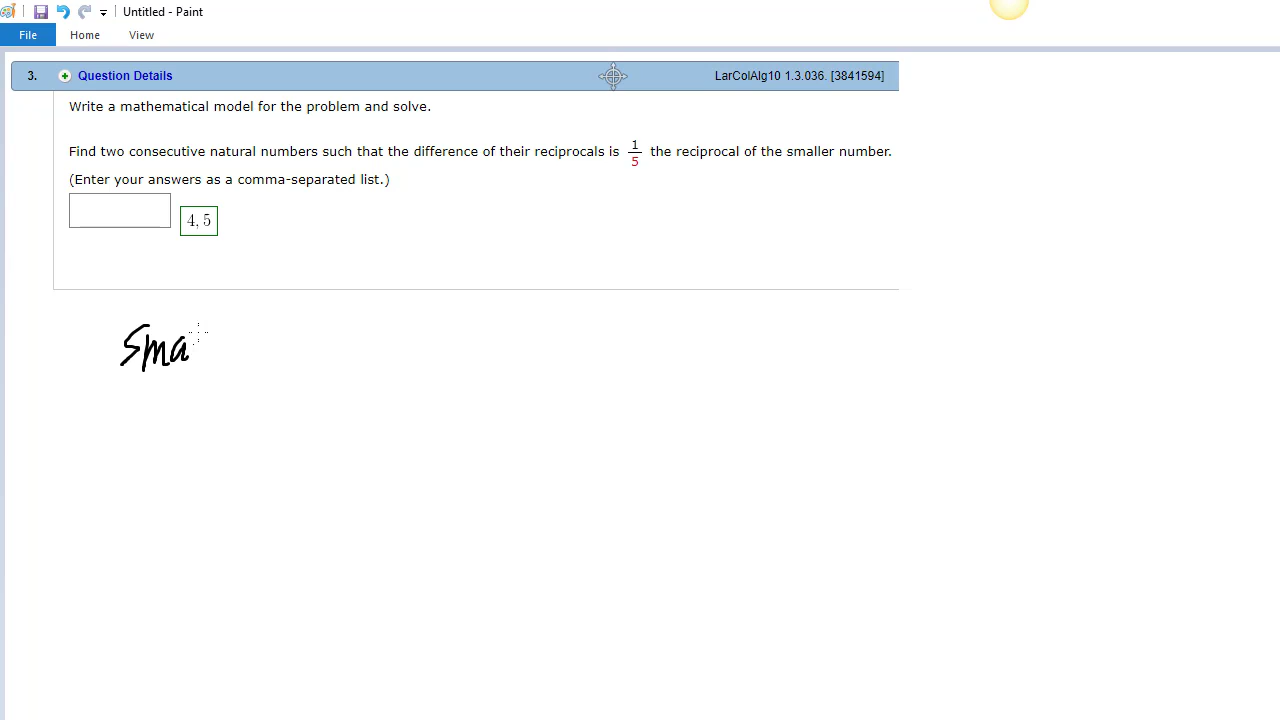 Untitled - Paint
File Home View
3. Question Details LarColAlg10 1.3.036. [3841594]
Write a mathematical model for the problem and solve.
Find two consecutive natural numbers such that the difference of their reciprocals is 1/5 the reciprocal of the smaller number.
(Enter your answers as a comma-separated list.)
4, 5
Sma